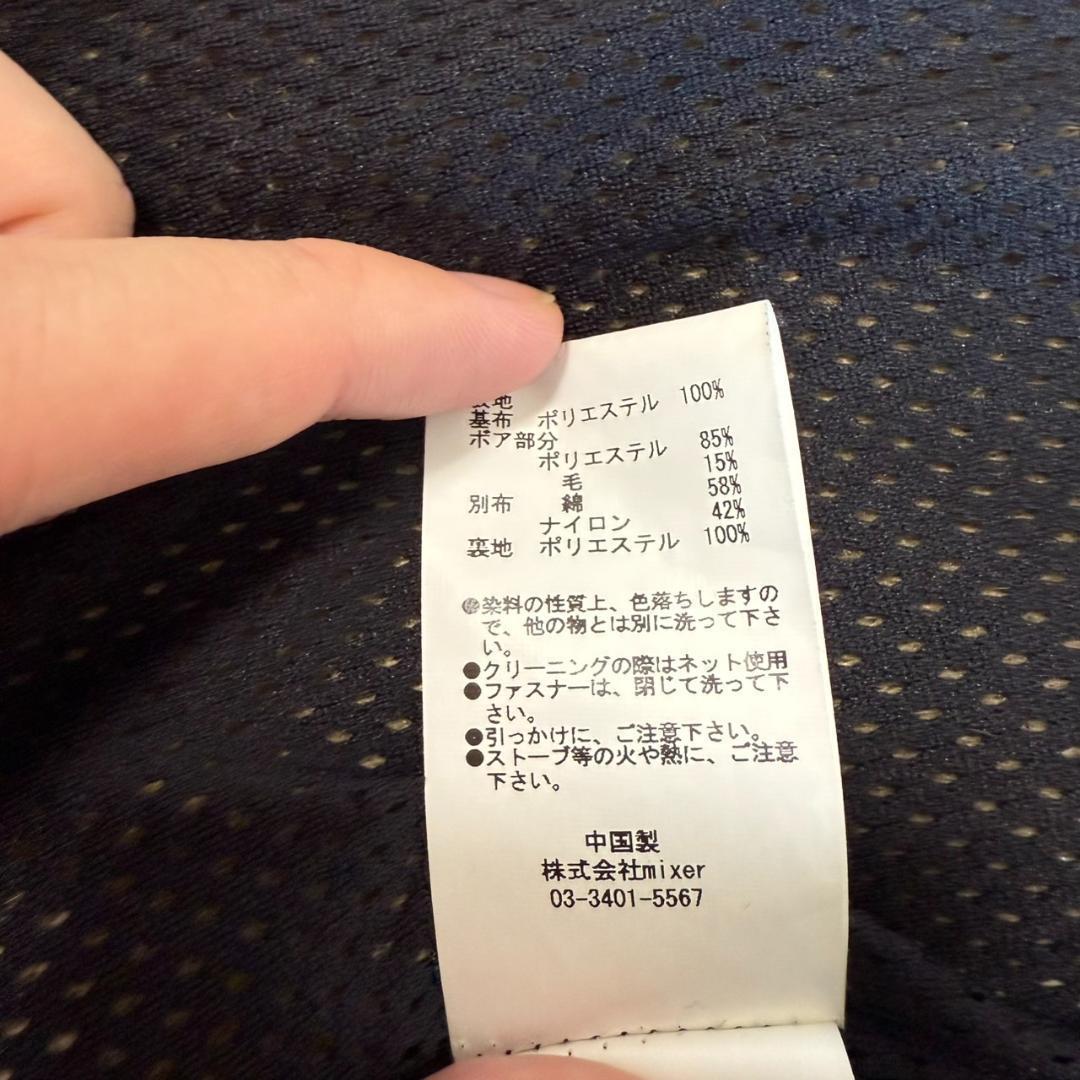 地
基布 ポリエステル 100%
ボア部分
ポリエステル 85%
毛 15%
別布 綿 58%
ナイロン 42%
裏地 ポリエステル 100%
●染料の性質上、色落ちしますの
で、他の物とは別に洗って下さ
い。
●クリーニングの際はネット使用
●ファスナーは、閉じて洗って下
さい。
●引っかけに、ご注意下さい。
●ストーブ等の火や熱に、ご注意
下さい。
中国製
株式会社mixer
03-3401-5567